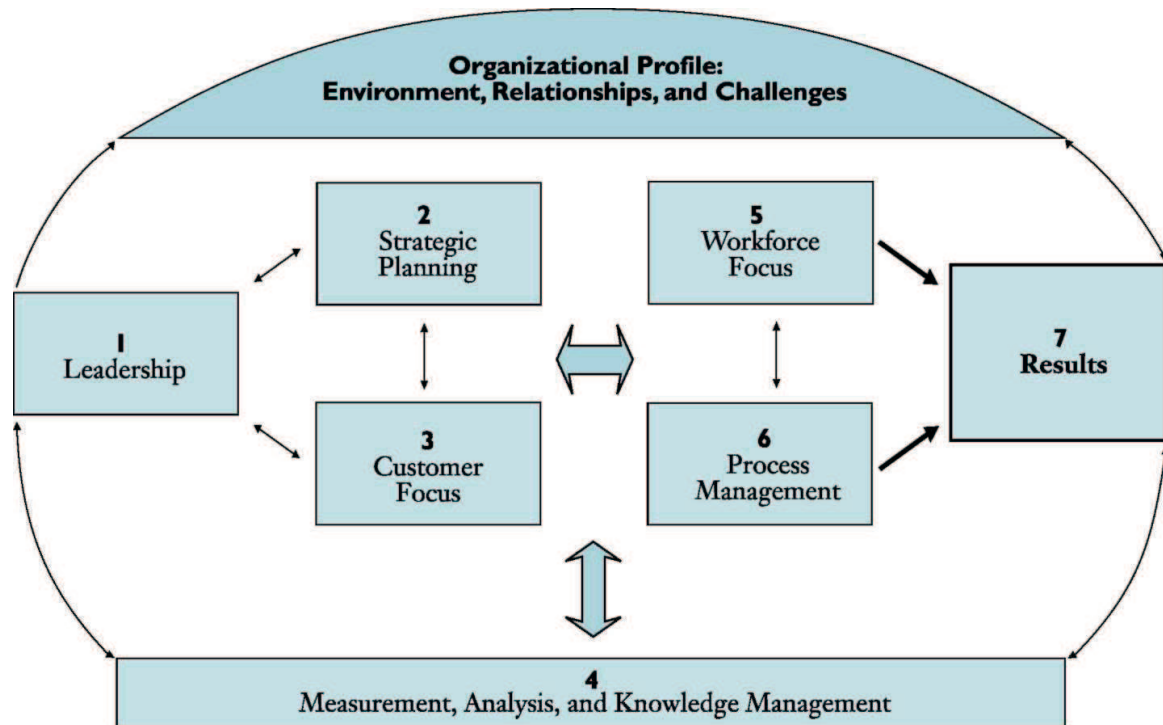 Organizational Profile:
Environment, Relationships, and Challenges
2
Strategic
Planning
5
Workforce
Focus
1
Leadership
7
Results
3
Customer
Focus
6
Process
Management
4
Measurement, Analysis, and Knowledge Management